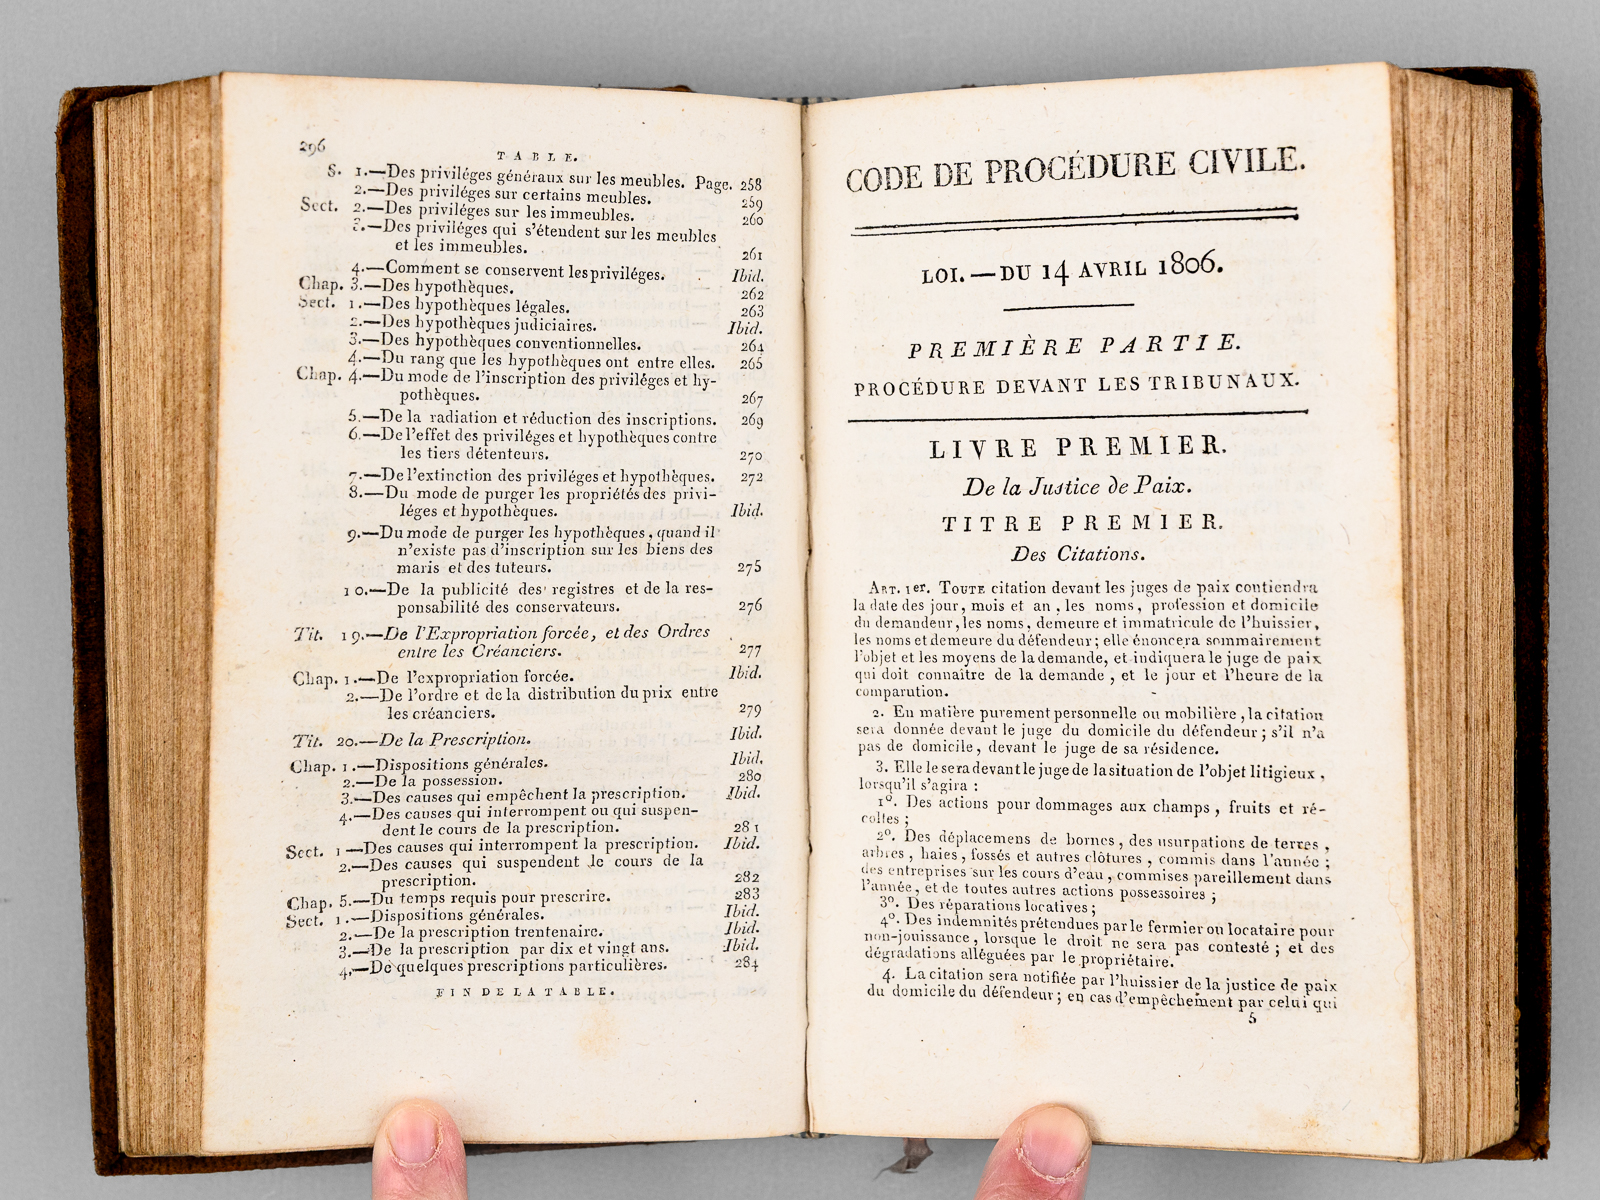 296
TABLE.
S. 1.—Des priviléges généraux sur les meubles. Page. 258
2.—Des priviléges sur certains meubles. 259
Sect. 2.—Des priviléges sur les immeubles. 260
3.—Des priviléges qui s'étendent sur les meubles
et les immeubles. 261
4.—Comment se conservent les priviléges. Ibid.
Chap. 3.—Des hypothèques. 262
Sect. 1.—Des hypothèques légales. 263
2.—Des hypothèques judiciaires. Ibid.
3.—Des hypothèques conventionnelles. 264
4.—Du rang que les hypothèques ont entre elles. 265
Chap. 4.—Du mode de l'inscription des priviléges et hy-
pothèques. 267
5.—De la radiation et réduction des inscriptions. 269
6.—De l'effet des priviléges et hypothèques contre
les tiers détenteurs. 270
7.—De l'extinction des priviléges et hypothèques. 272
8.—Du mode de purger les propriétés des privi-
léges et hypothèques. Ibid.
9.—Du mode de purger les hypothèques, quand il
n'existe pas d'inscription sur les biens des
maris et des tuteurs. 275
10.—De la publicité des registres et de la res-
ponsabilité des conservateurs. 276
Tit. 19.—De l'Expropriation forcée, et des Ordres
entre les Créanciers. 277
Chap. 1.—De l'expropriation forcée. Ibid.
2.—De l'ordre et de la distribution du prix entre
les créanciers. 279
Tit. 20.—De la Prescription. Ibid.
Chap. 1.—Dispositions générales. Ibid.
2.—De la possession. 280
3.—Des causes qui empêchent la prescription. Ibid.
4.—Des causes qui interrompent ou qui suspen-
dent le cours de la prescription. 281
Sect. 1—Des causes qui interrompent la prescription. Ibid.
2.—Des causes qui suspendent le cours de la
prescription. 282
Chap. 5.—Du temps requis pour prescrire. 283
Sect. 1.—Dispositions générales. Ibid.
2.—De la prescription trentenaire. Ibid.
3.—De la prescription par dix et vingt ans. Ibid.
4.—De quelques prescriptions particulières. 284
FIN DE LA TABLE.
CODE DE PROCÉDURE CIVILE.
LOI.—DU 14 AVRIL 1806.
PREMIÈRE PARTIE.
PROCÉDURE DEVANT LES TRIBUNAUX.
LIVRE PREMIER.
De la Justice de Paix.
TITRE PREMIER.
Des Citations.
ART. 1er. TOUTE citation devant les juges de paix contiendra
la date des jour, mois et an, les noms, profession et domicile
du demandeur, les noms, demeure et immatricule de l'huissier,
les noms et demeure du défendeur; elle énoncera sommairement
l'objet et les moyens de la demande, et indiquera le juge de paix
qui doit connaître de la demande, et le jour et l'heure de la
comparution.
2. En matière purement personnelle ou mobilière, la citation
sera donnée devant le juge du domicile du défendeur; s'il n'a
pas de domicile, devant le juge de sa résidence.
3. Elle le sera devant le juge de la situation de l'objet litigieux,
lorsqu'il s'agira :
1°. Des actions pour dommages aux champs, fruits et ré-
coltes;
2°. Des déplacemens de bornes, des usurpations de terres,
arbres, haies, fossés et autres clôtures, commis dans l'année;
des entreprises sur les cours d'eau, commises pareillement dans
l'année, et de toutes autres actions possessoires;
3°. Des réparations locatives;
4°. Des indemnités prétendues par le fermier ou locataire pour
non-jouissance, lorsque le droit ne sera pas contesté; et des
dégradations alléguées par le propriétaire.
4. La citation sera notifiée par l'huissier de la justice de paix
du domicile du défendeur; en cas d'empêchement par celui qui
5